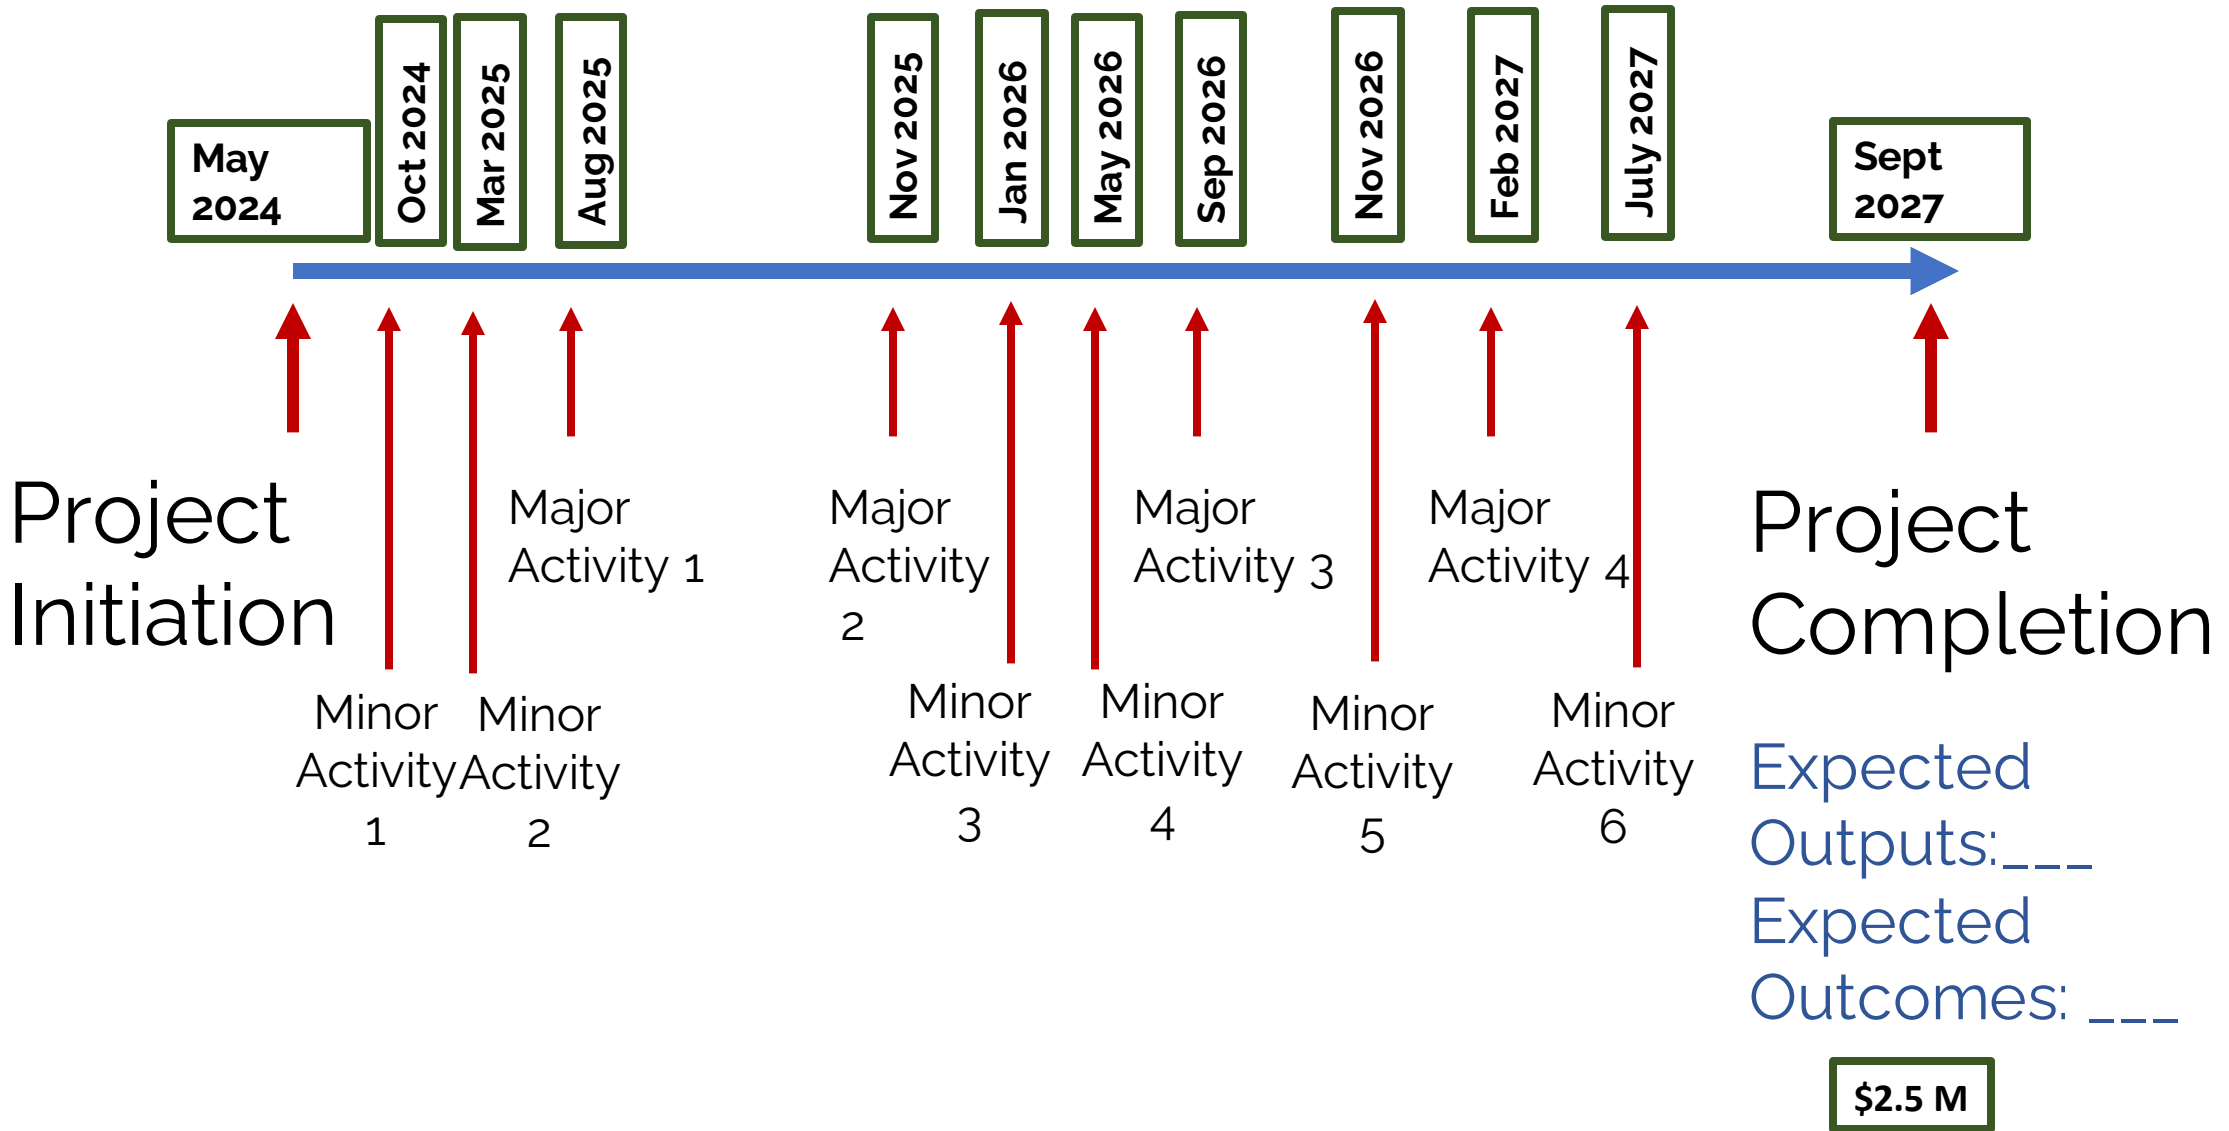 May
2024
Oct 2024
Mar 2025
Aug 2025
Nov 2025
Jan 2026
May 2026
Sep 2026
Nov 2026
Feb 2027
July 2027
Sept
2027
Project
Initiation
Major
Activity 1
Major
Activity
2
Major
Activity 3
Major
Activity 4
Project
Completion
Minor
Activity
1
Minor
Activity
2
Minor
Activity
3
Minor
Activity
4
Minor
Activity
5
Minor
Activity
6
Expected
Outputs:___
Expected
Outcomes: ___
$2.5 M